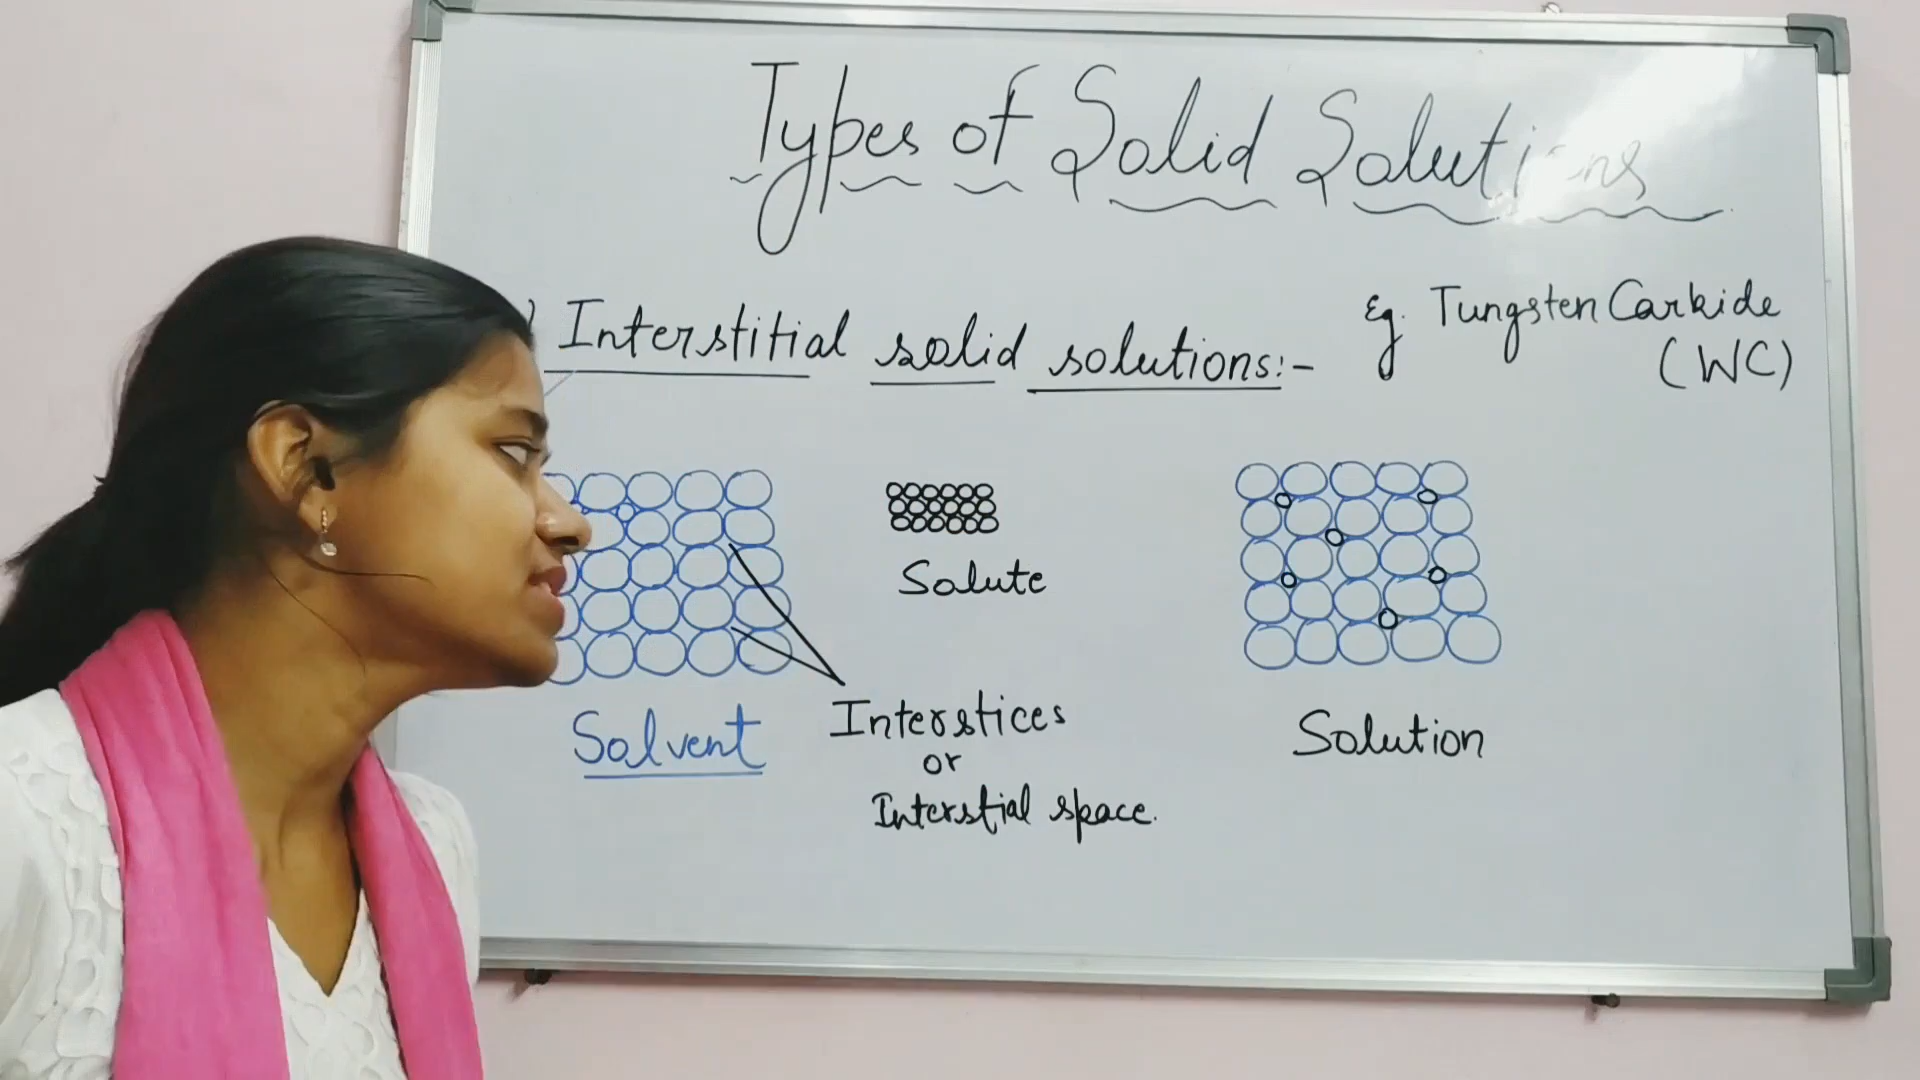 Types of Solid Solutions
) Interstitial solid solutions:-
Eg. Tungsten Carbide
(WC)
Solute
Solvent
Interstices
or
Interstial space.
Solution